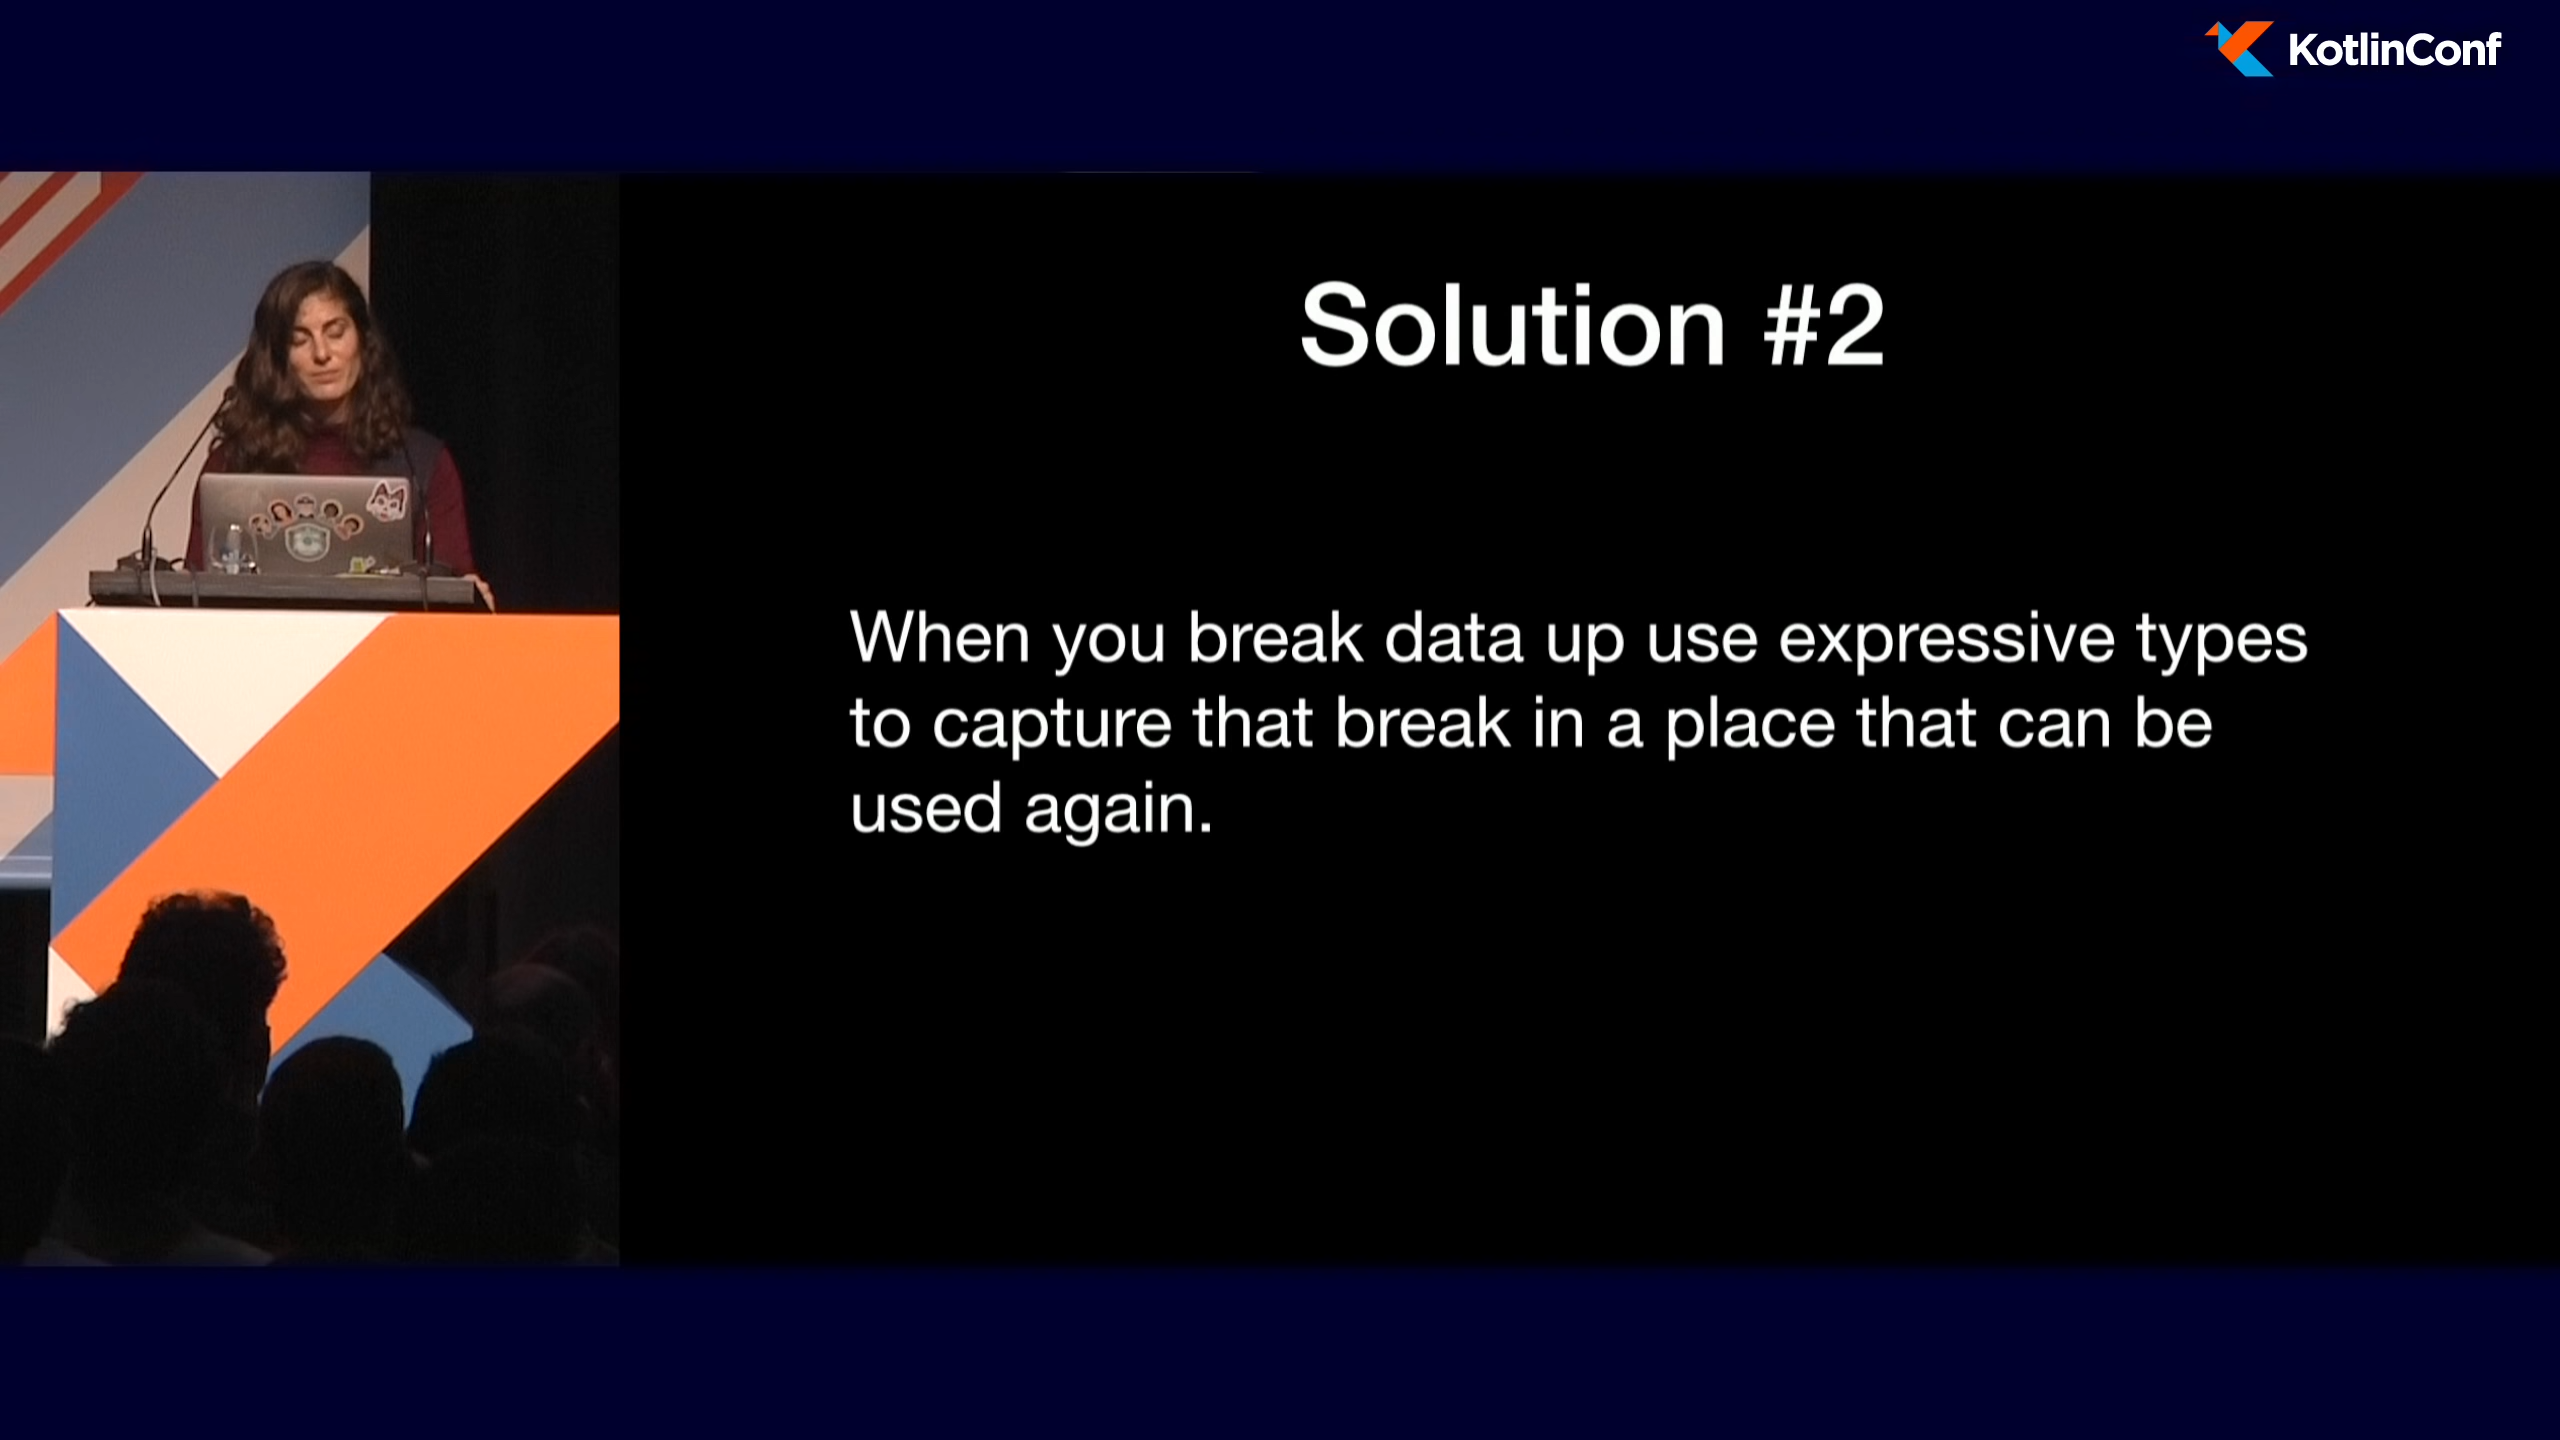 KotlinConf
Solution #2
When you break data up use expressive types
to capture that break in a place that can be
used again.